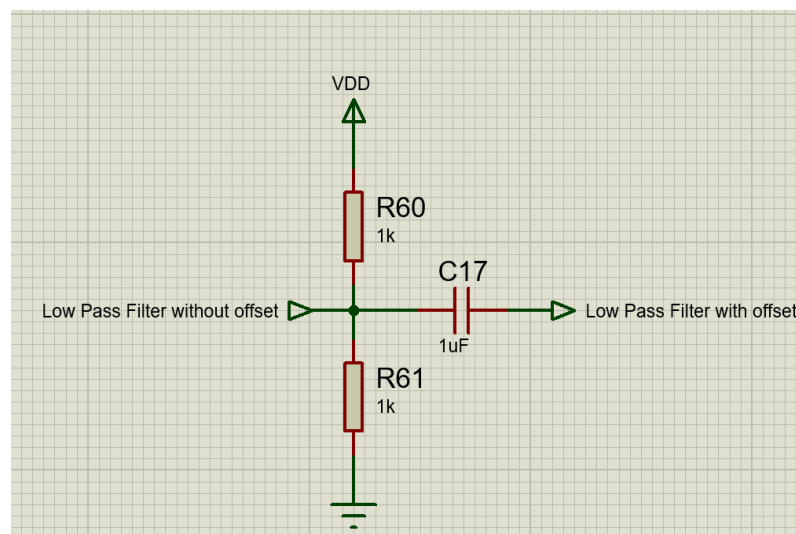 VDD
R60
1k
C17
Low Pass Filter without offset
Low Pass Filter with offset
1uF
R61
1k